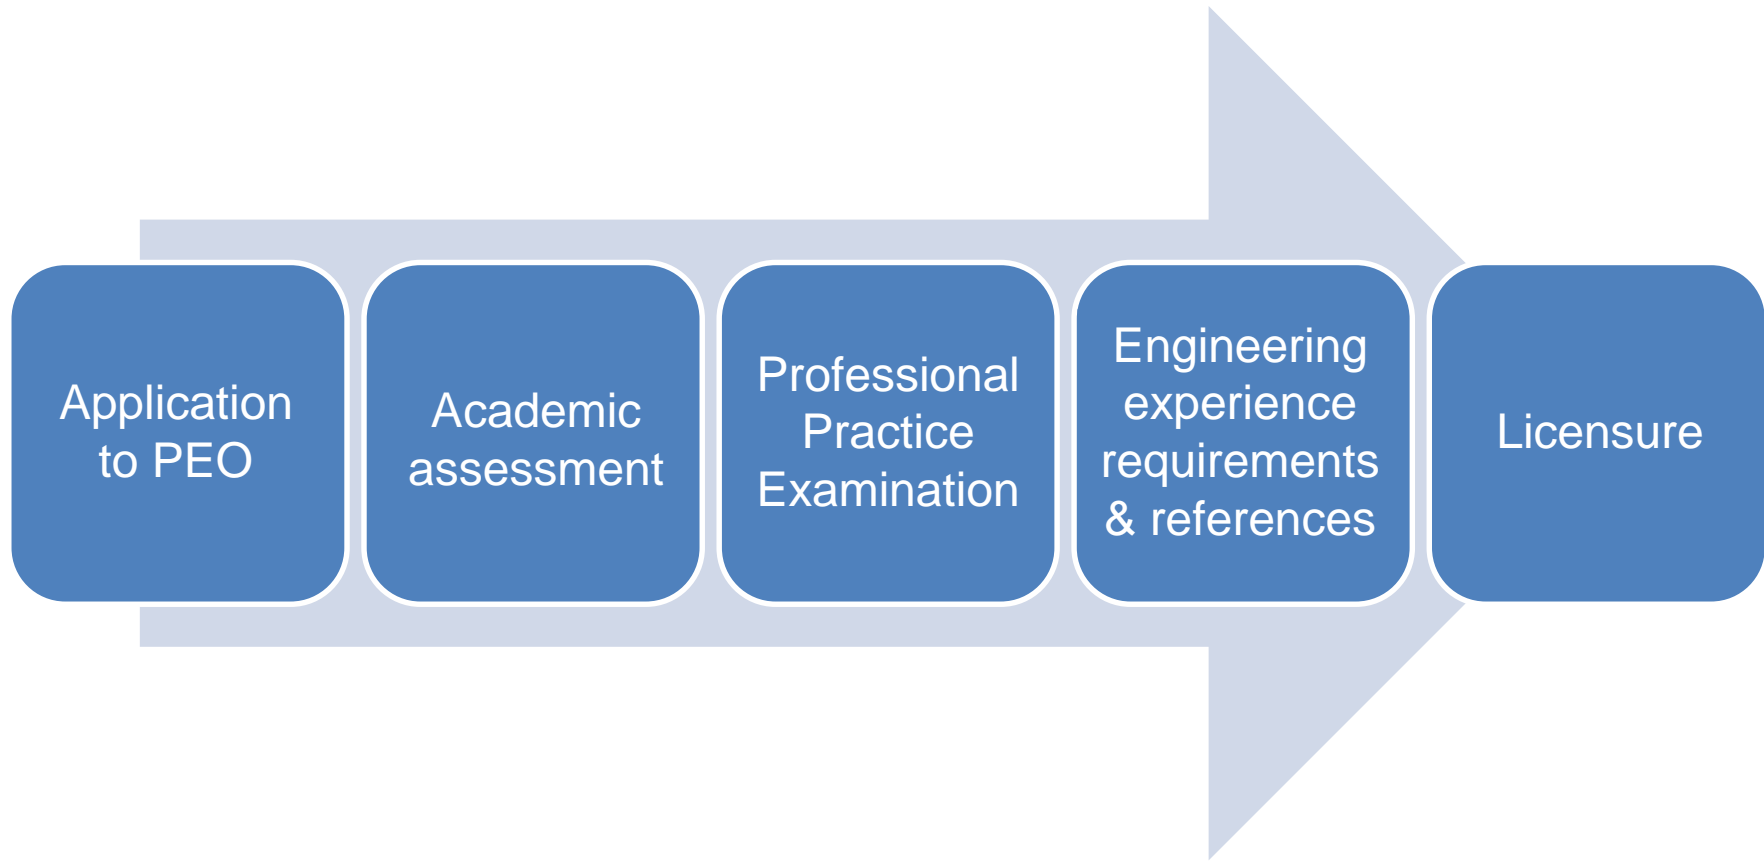 Application
to PEO
Academic
assessment
Professional
Practice
Examination
Engineering
experience
requirements
& references
Licensure